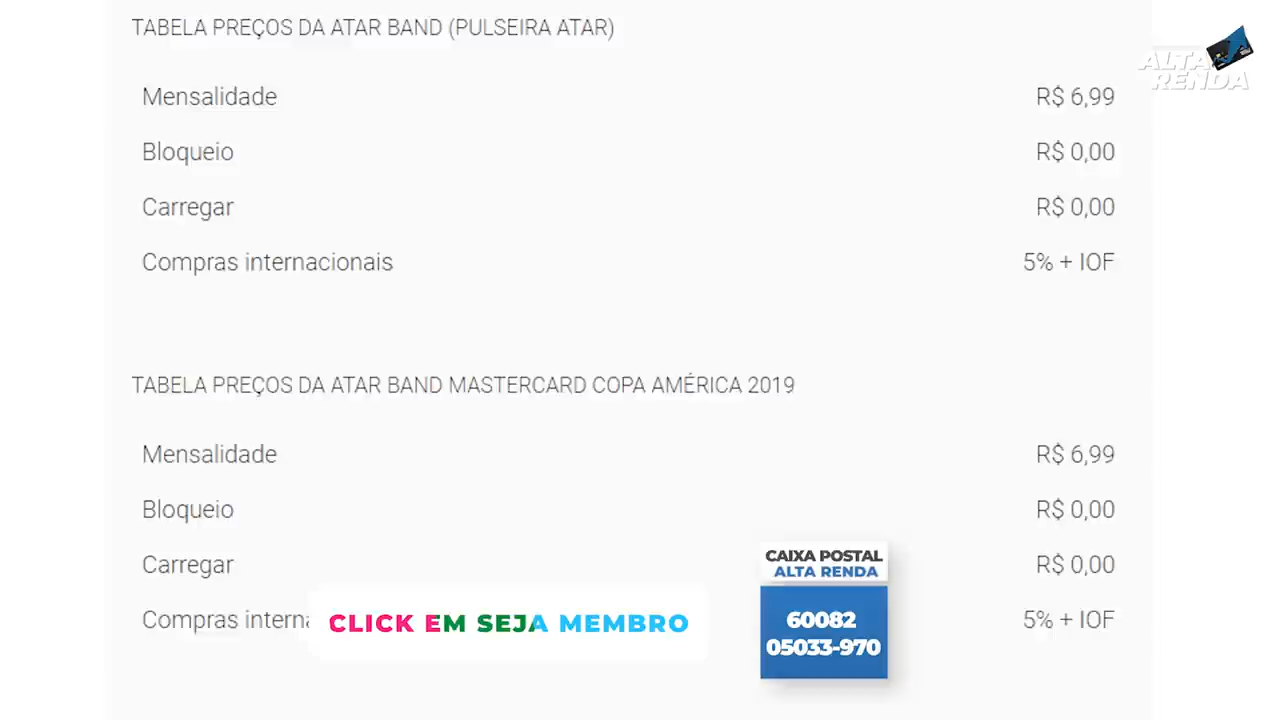 TABELA PREÇOS DA ATAR BAND (PULSEIRA ATAR)
ALTA
RENDA
Mensalidade R$ 6,99
Bloqueio R$ 0,00
Carregar R$ 0,00
Compras internacionais 5% + IOF
TABELA PREÇOS DA ATAR BAND MASTERCARD COPA AMÉRICA 2019
Mensalidade R$ 6,99
Bloqueio R$ 0,00
Carregar R$ 0,00
Compras interna 5% + IOF
CLICK EM SEJA MEMBRO
CAIXA POSTAL
ALTA RENDA
60082
05033-970